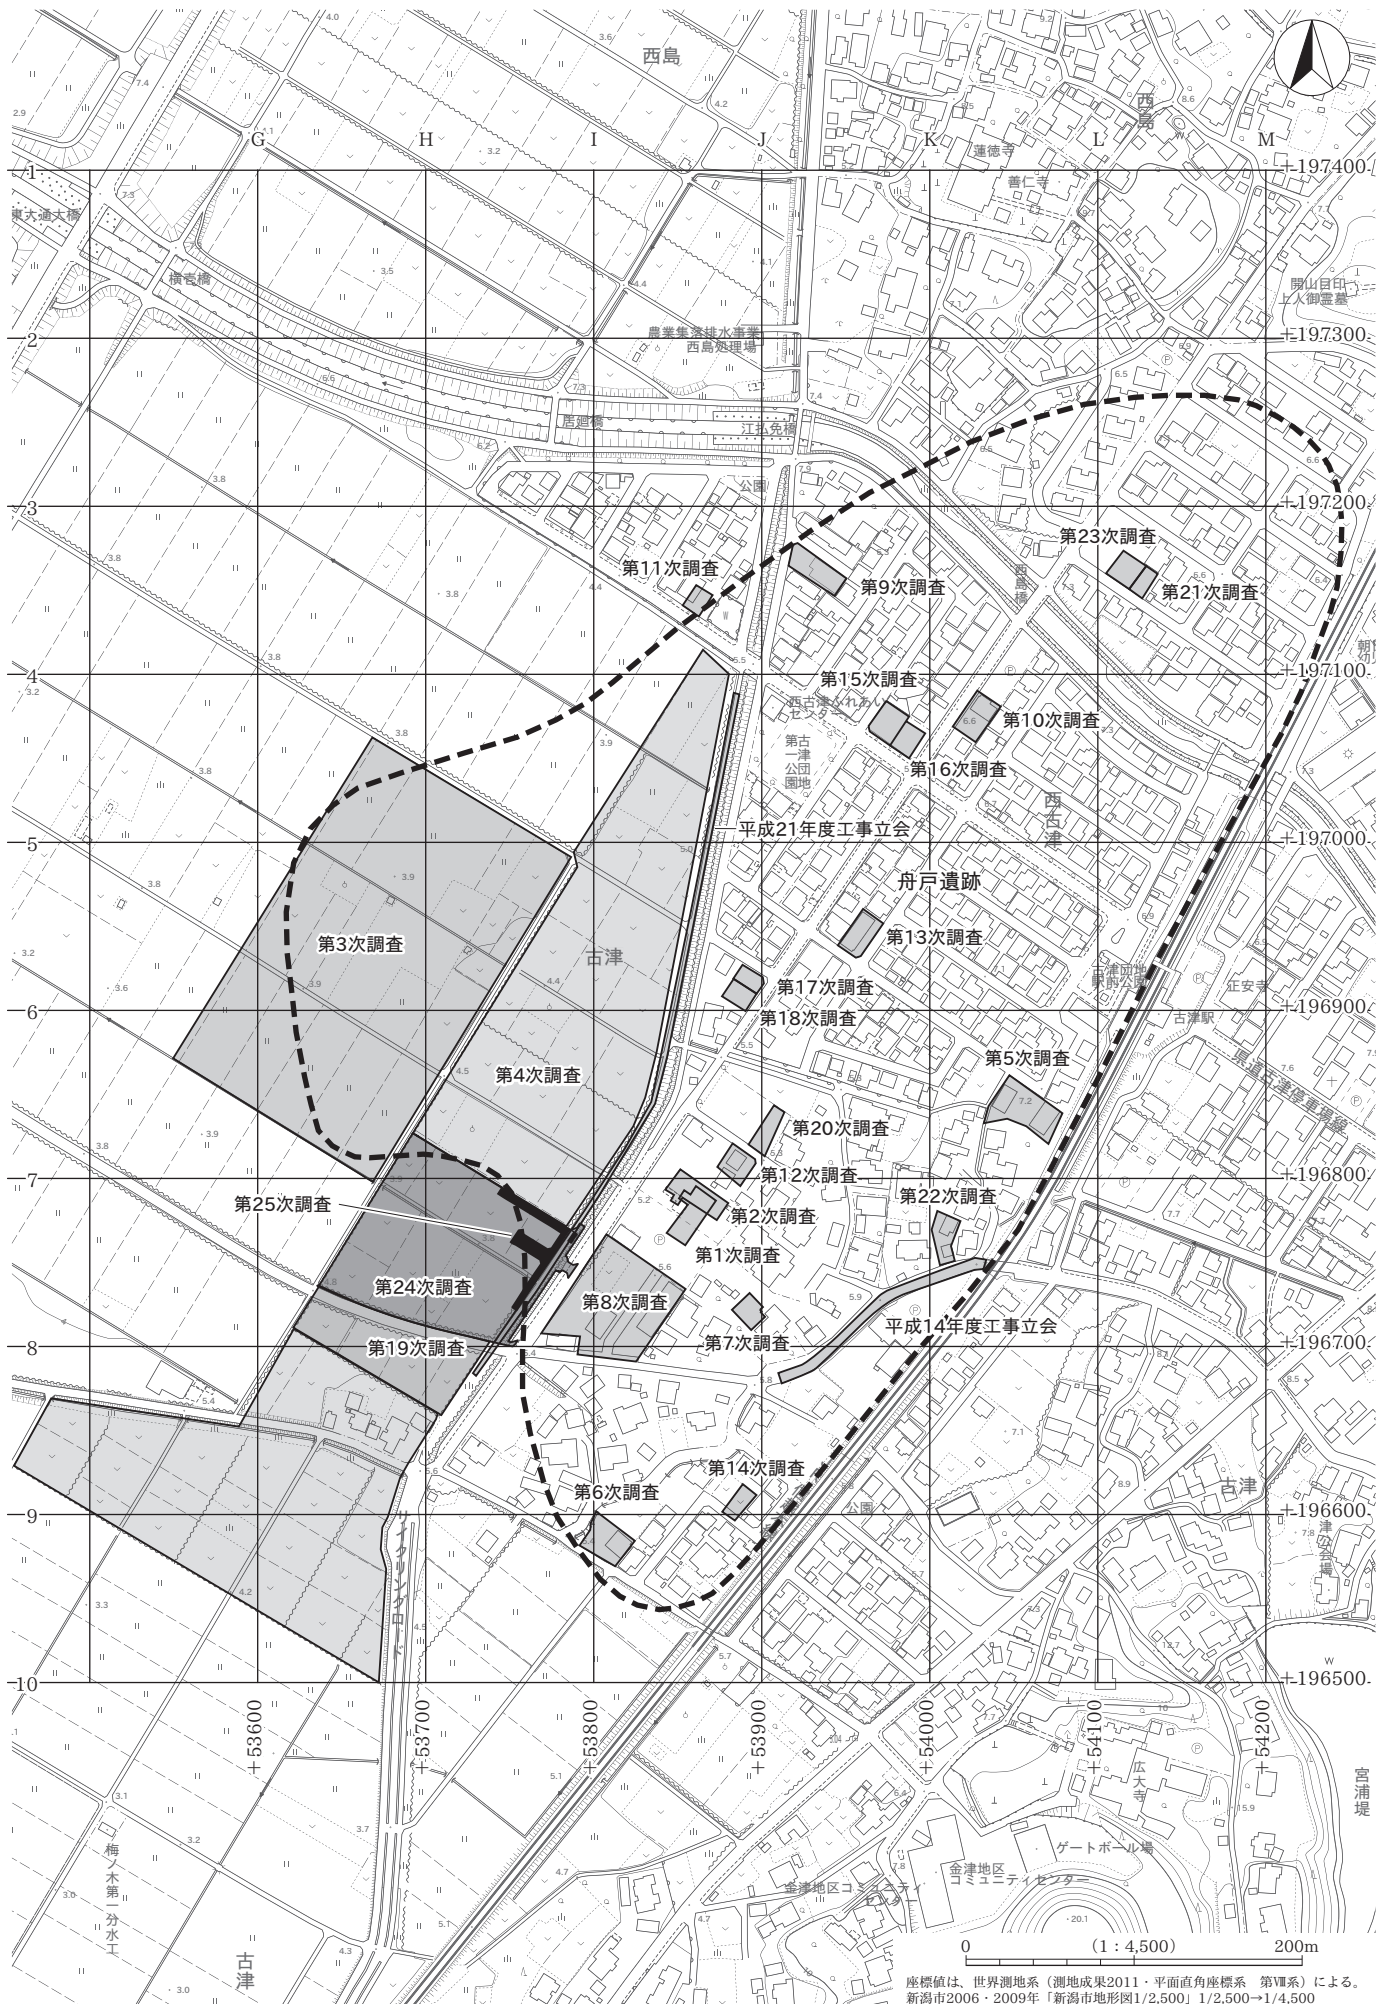 西島
西島
G H I J K L M
蓮徳寺
善仁寺
1
+197400
東大通大橋
横壱橋
開山日印
上人御霊墓
農業集落排水事業
西島処理場
2
+197300
居廻橋
江払免橋
公園
3
+197200
第23次調査
第11次調査
第9次調査
西島橋
第21次調査
4
+197100
第15次調査
西古津ふれあい
センター
第10次調査
第古
一津
公団
園地
第16次調査
西古津
平成21年度工事立会
5
+197000
舟戸遺跡
第3次調査
第13次調査
古津
古津団地
駅前公園
第17次調査
正安寺
6
+196900
第18次調査
古津駅
第5次調査
県道古津停車場線
第4次調査
第20次調査
第12次調査
7
+196800
第25次調査
第22次調査
第2次調査
第1次調査
第24次調査
第8次調査
平成14年度工事立会
第7次調査
第19次調査
8
+196700
第14次調査
第6次調査
古津
公園
9
+196600
サイクリングロード
10
+196500
+53600
+53700
+53800
+53900
+54000
+54100
+54200
広大寺
宮浦堤
梅ノ木第一分水工
ゲートボール場
金津地区
コミュニティセンター
金津地区コミュニティ
センター
古津
0 (1：4,500) 200m
座標値は、世界測地系（測地成果2011・平面直角座標系　第Ⅷ系）による。
新潟市2006・2009年「新潟市地形図1/2,500」1/2,500→1/4,500